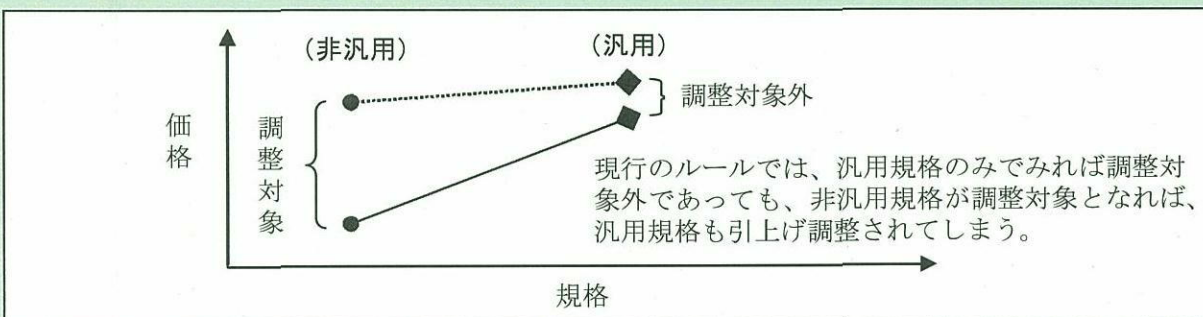 (非汎用)
(汎用)
調整対象外
価格
調整対象
現行のルールでは、汎用規格のみでみれば調整対
象外であっても、非汎用規格が調整対象となれば、
汎用規格も引上げ調整されてしまう。
規格